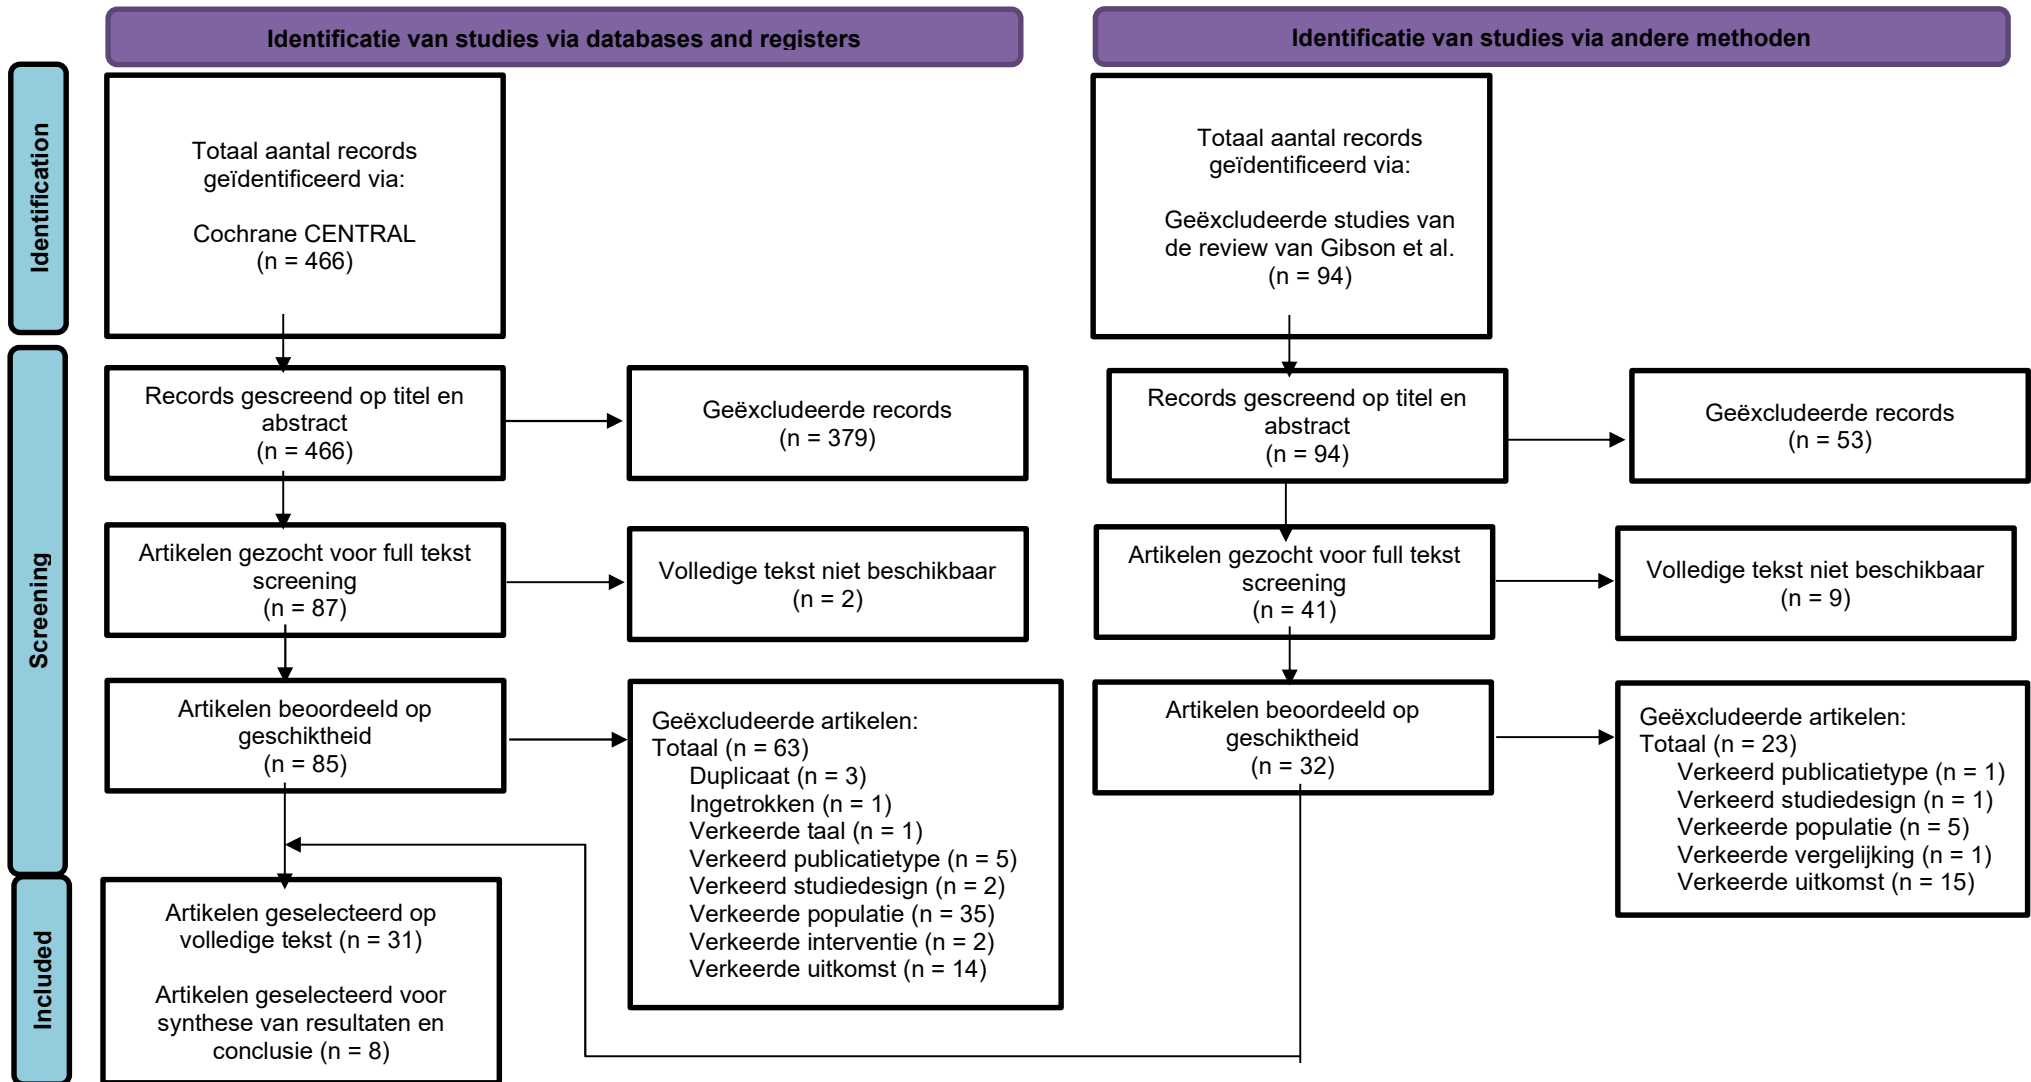 Identificatie van studies via databases and registers
Identificatie van studies via andere methoden
Identification
Totaal aantal records
geïdentificeerd via:
Cochrane CENTRAL
(n = 466)
Totaal aantal records
geïdentificeerd via:
Geëxcludeerde studies van
de review van Gibson et al.
(n = 94)
Screening
Records gescreend op titel en
abstract
(n = 466)
Geëxcludeerde records
(n = 379)
Records gescreend op titel en
abstract
(n = 94)
Geëxcludeerde records
(n = 53)
Artikelen gezocht voor full tekst
screening
(n = 87)
Volledige tekst niet beschikbaar
(n = 2)
Artikelen gezocht voor full tekst
screening
(n = 41)
Volledige tekst niet beschikbaar
(n = 9)
Artikelen beoordeeld op
geschiktheid
(n = 85)
Geëxcludeerde artikelen:
Totaal (n = 63)
Duplicaat (n = 3)
Ingetrokken (n = 1)
Verkeerde taal (n = 1)
Verkeerd publicatietype (n = 5)
Verkeerd studiedesign (n = 2)
Verkeerde populatie (n = 35)
Verkeerde interventie (n = 2)
Verkeerde uitkomst (n = 14)
Artikelen beoordeeld op
geschiktheid
(n = 32)
Geëxcludeerde artikelen:
Totaal (n = 23)
Verkeerd publicatietype (n = 1)
Verkeerd studiedesign (n = 1)
Verkeerde populatie (n = 5)
Verkeerde vergelijking (n = 1)
Verkeerde uitkomst (n = 15)
Included
Artikelen geselecteerd op
volledige tekst (n = 31)
Artikelen geselecteerd voor
synthese van resultaten en
conclusie (n = 8)